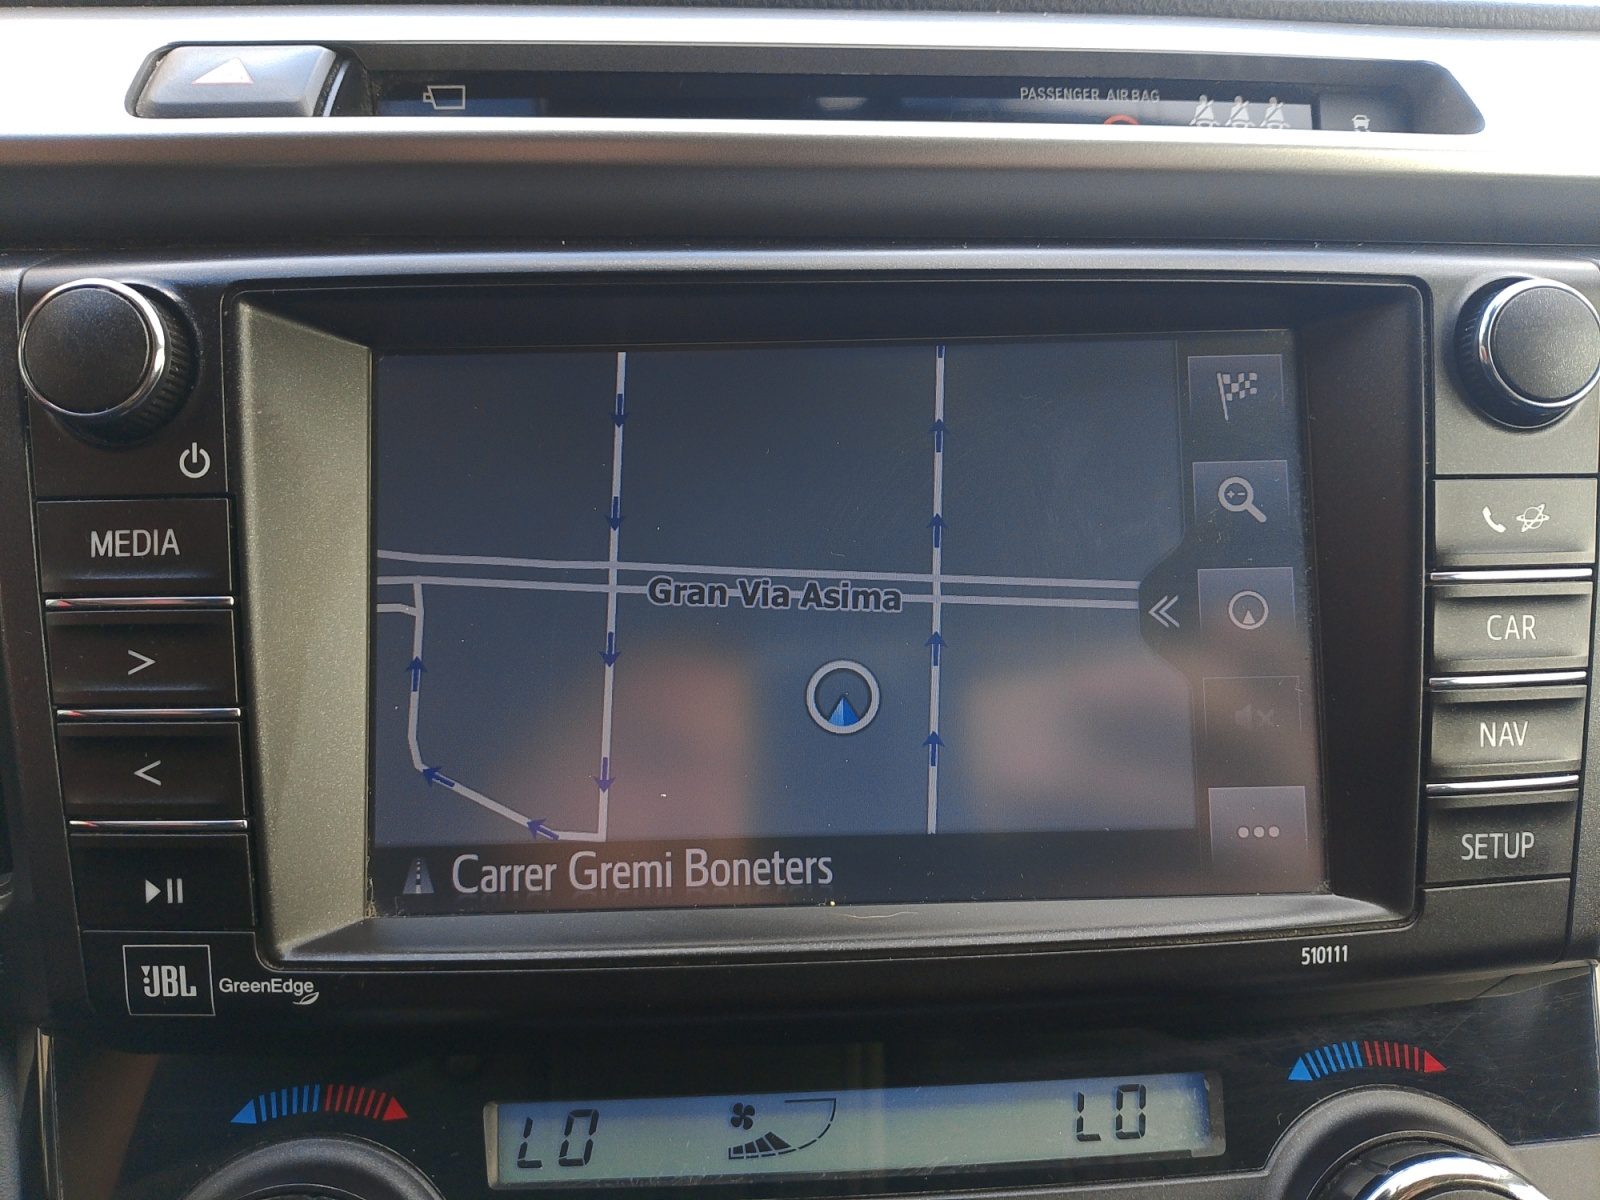 PASSENGER AIR BAG
MEDIA
>
<
JBL GreenEdge
Gran Via Asima
Carrer Gremi Boneters
CAR
NAV
SETUP
510111
LO
LO